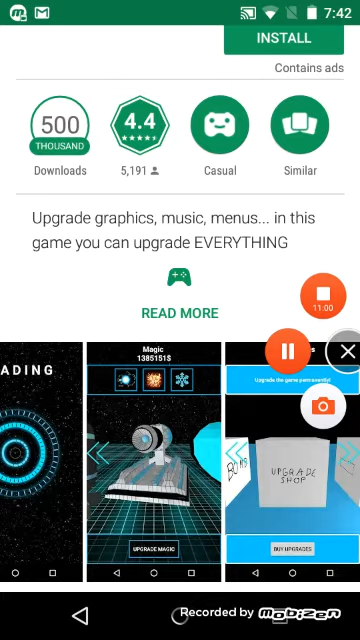 7:42
INSTALL
Contains ads
500
THOUSAND
4.4
Downloads
5,191
Casual
Similar
Upgrade graphics, music, menus... in this
game you can upgrade EVERYTHING
READ MORE
11:00
ADING
Magic
1385151$
s
Upgrade the game permanently!
UPGRADE
SHOP
UPGRADE MAGIC
BUY UPGRADES
Recorded by mobizen